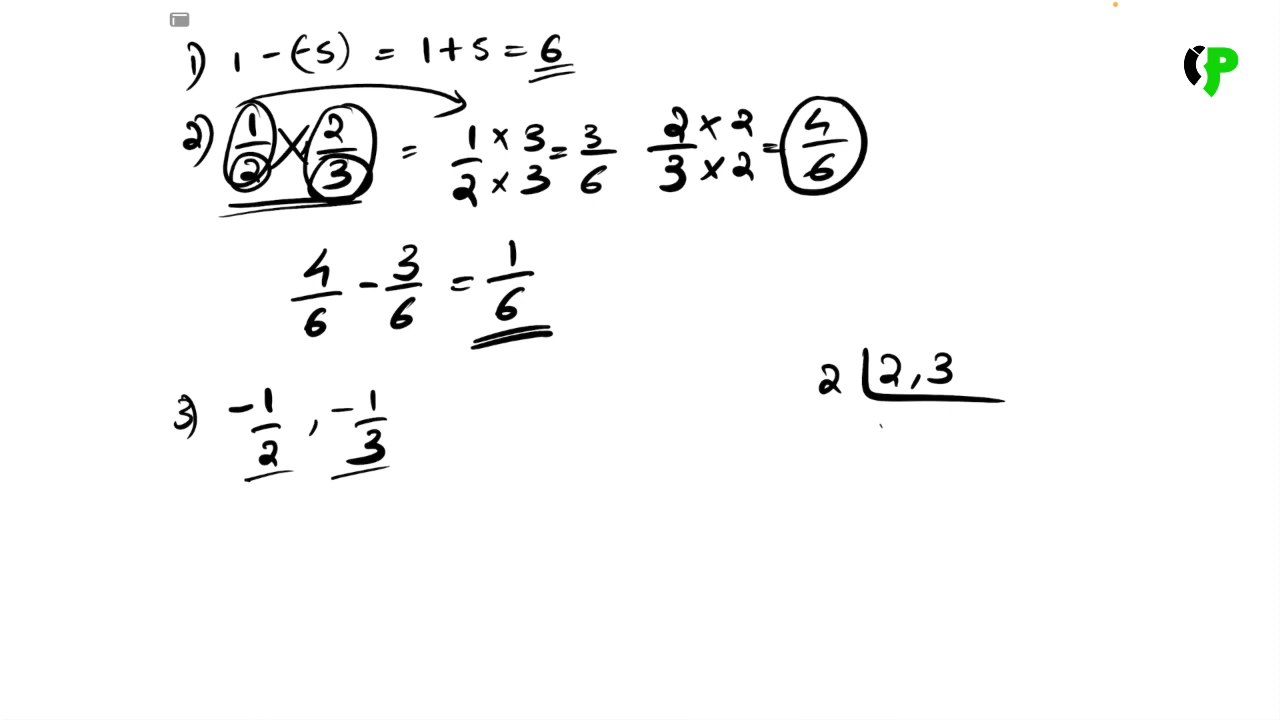 1) 1 - (-5) = 1 + 5 = 6
2) 1/2 × 2/3 = 1 × 3 / 2 × 3 = 3/6   2 × 2 / 3 × 2 = 4/6
4/6 - 3/6 = 1/6
2 | 2, 3
3) -1/2, -1/3
P